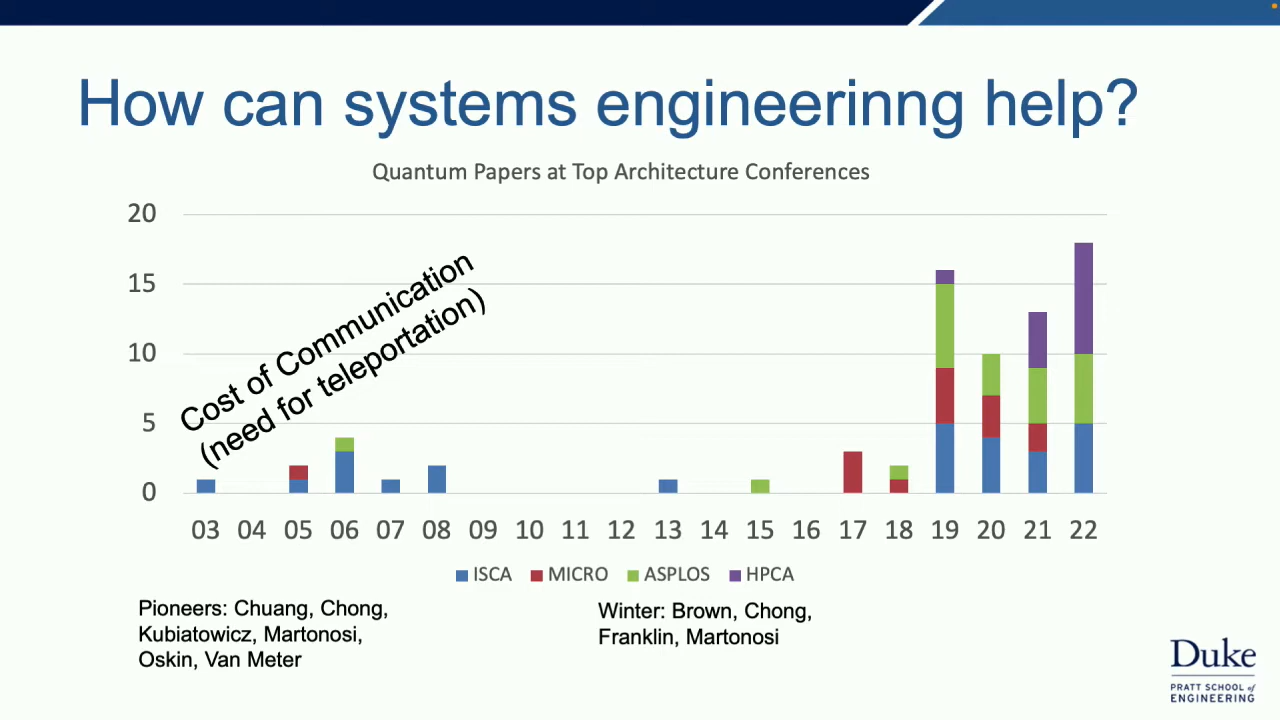 How can systems engineerinng help?
Quantum Papers at Top Architecture Conferences
20
15
10
5
0
Cost of Communication
(need for teleportation)
03 04 05 06 07 08 09 10 11 12 13 14 15 16 17 18 19 20 21 22
ISCA MICRO ASPLOS HPCA
Pioneers: Chuang, Chong,
Kubiatowicz, Martonosi,
Oskin, Van Meter
Winter: Brown, Chong,
Franklin, Martonosi
Duke
PRATT SCHOOL of
ENGINEERING